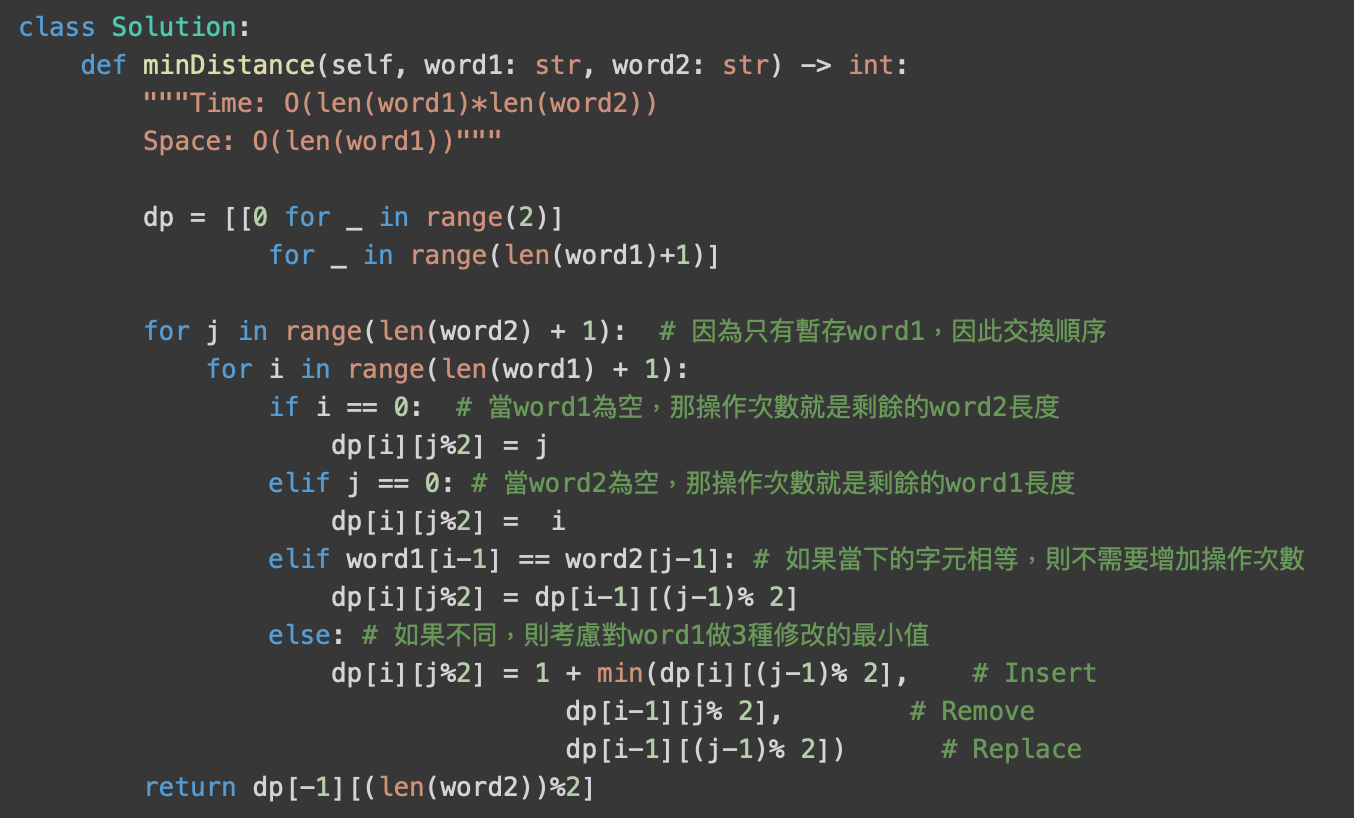 class Solution:
    def minDistance(self, word1: str, word2: str) -> int:
        """Time: O(len(word1)*len(word2))
        Space: O(len(word1))"""

        dp = [[0 for _ in range(2)]
                for _ in range(len(word1)+1)]

        for j in range(len(word2) + 1):  # 因為只有暫存word1，因此交換順序
            for i in range(len(word1) + 1):
                if i == 0:  # 當word1為空，那操作次數就是剩餘的word2長度
                    dp[i][j%2] = j
                elif j == 0: # 當word2為空，那操作次數就是剩餘的word1長度
                    dp[i][j%2] =  i
                elif word1[i-1] == word2[j-1]: # 如果當下的字元相等，則不需要增加操作次數
                    dp[i][j%2] = dp[i-1][(j-1)% 2]
                else: # 如果不同，則考慮對word1做3種修改的最小值
                    dp[i][j%2] = 1 + min(dp[i][(j-1)% 2],    # Insert
                                   dp[i-1][j% 2],        # Remove
                                   dp[i-1][(j-1)% 2])      # Replace
        return dp[-1][(len(word2))%2]